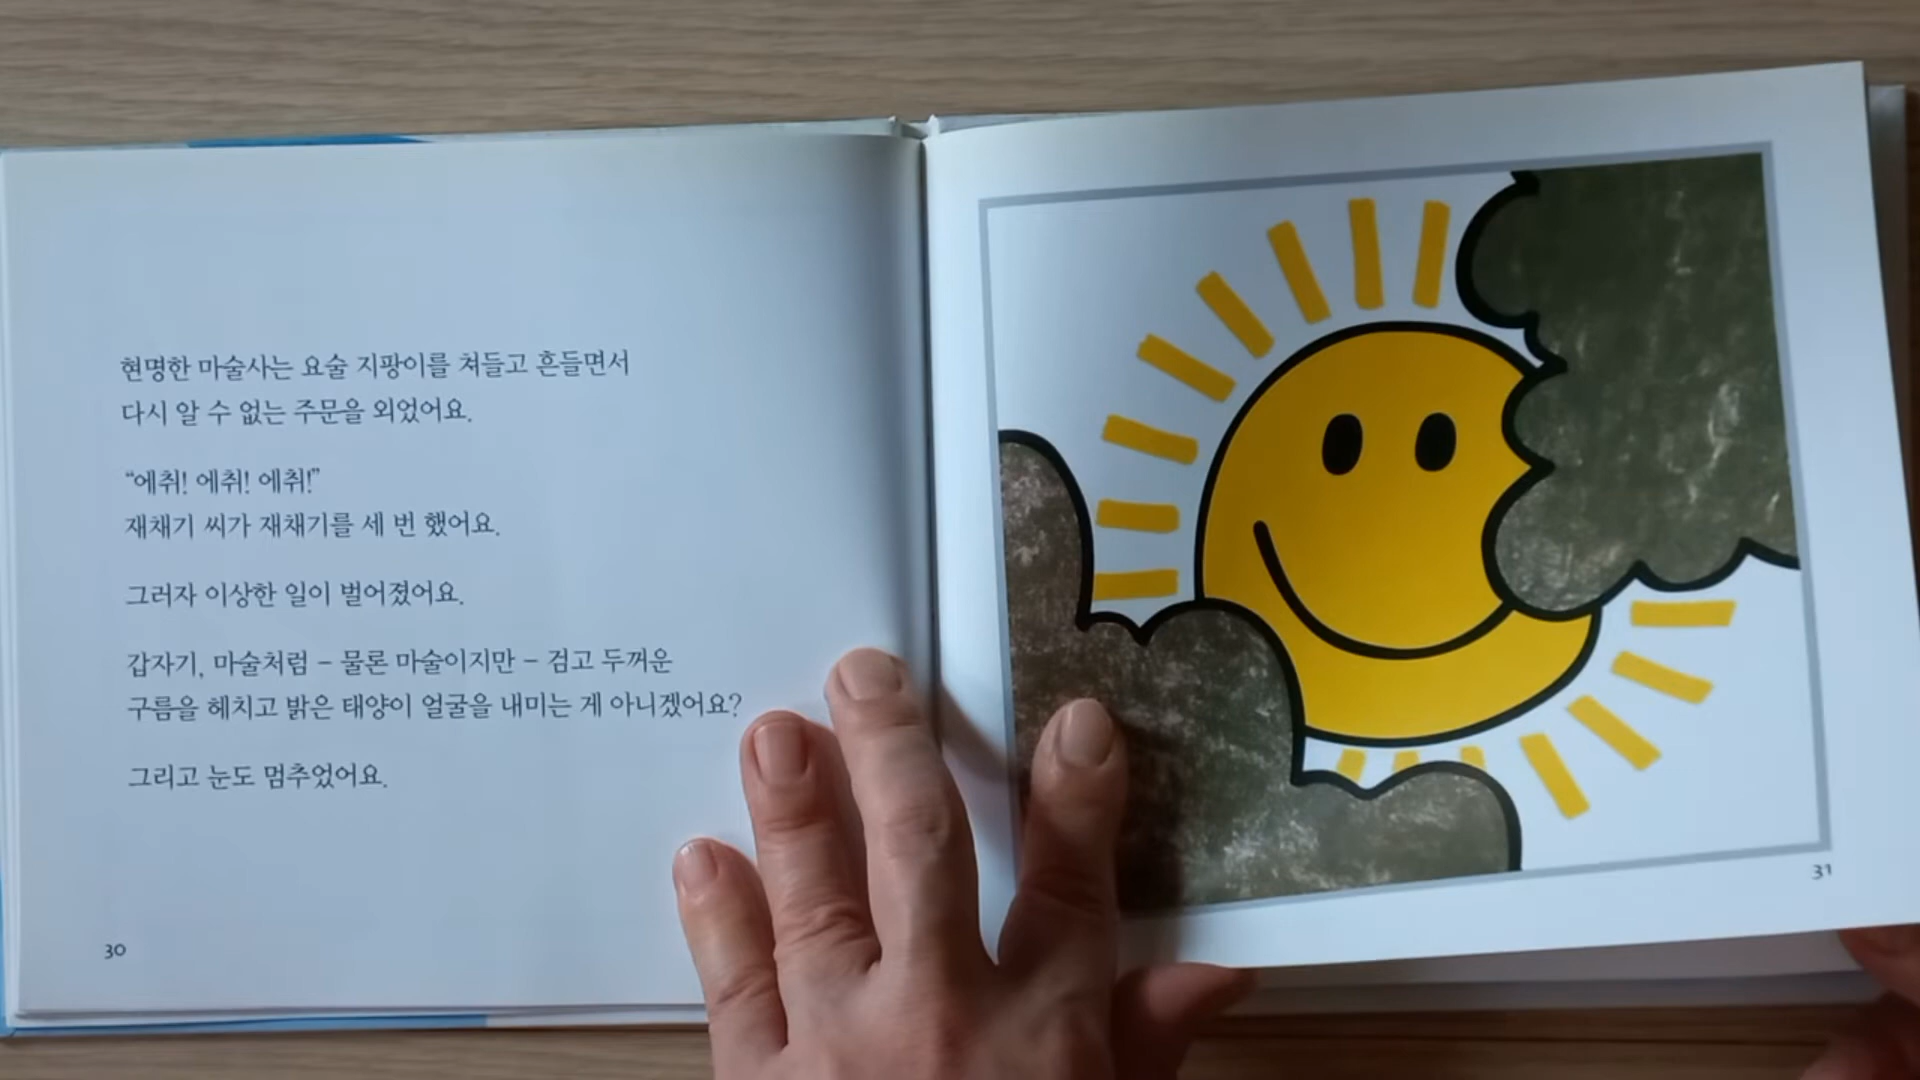 현명한 마술사는 요술 지팡이를 쳐들고 흔들면서
다시 알 수 없는 주문을 외었어요.
“에취! 에취! 에취!”
재채기 씨가 재채기를 세 번 했어요.
그러자 이상한 일이 벌어졌어요.
갑자기, 마술처럼 – 물론 마술이지만 – 검고 두꺼운
구름을 헤치고 밝은 태양이 얼굴을 내미는 게 아니겠어요?
그리고 눈도 멈추었어요.
30
31